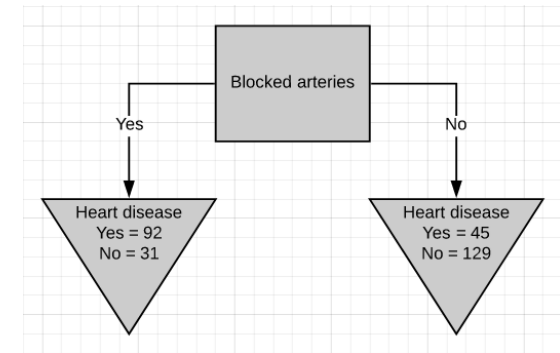 Blocked arteries
Yes
No
Heart disease
Yes = 92
No = 31
Heart disease
Yes = 45
No = 129